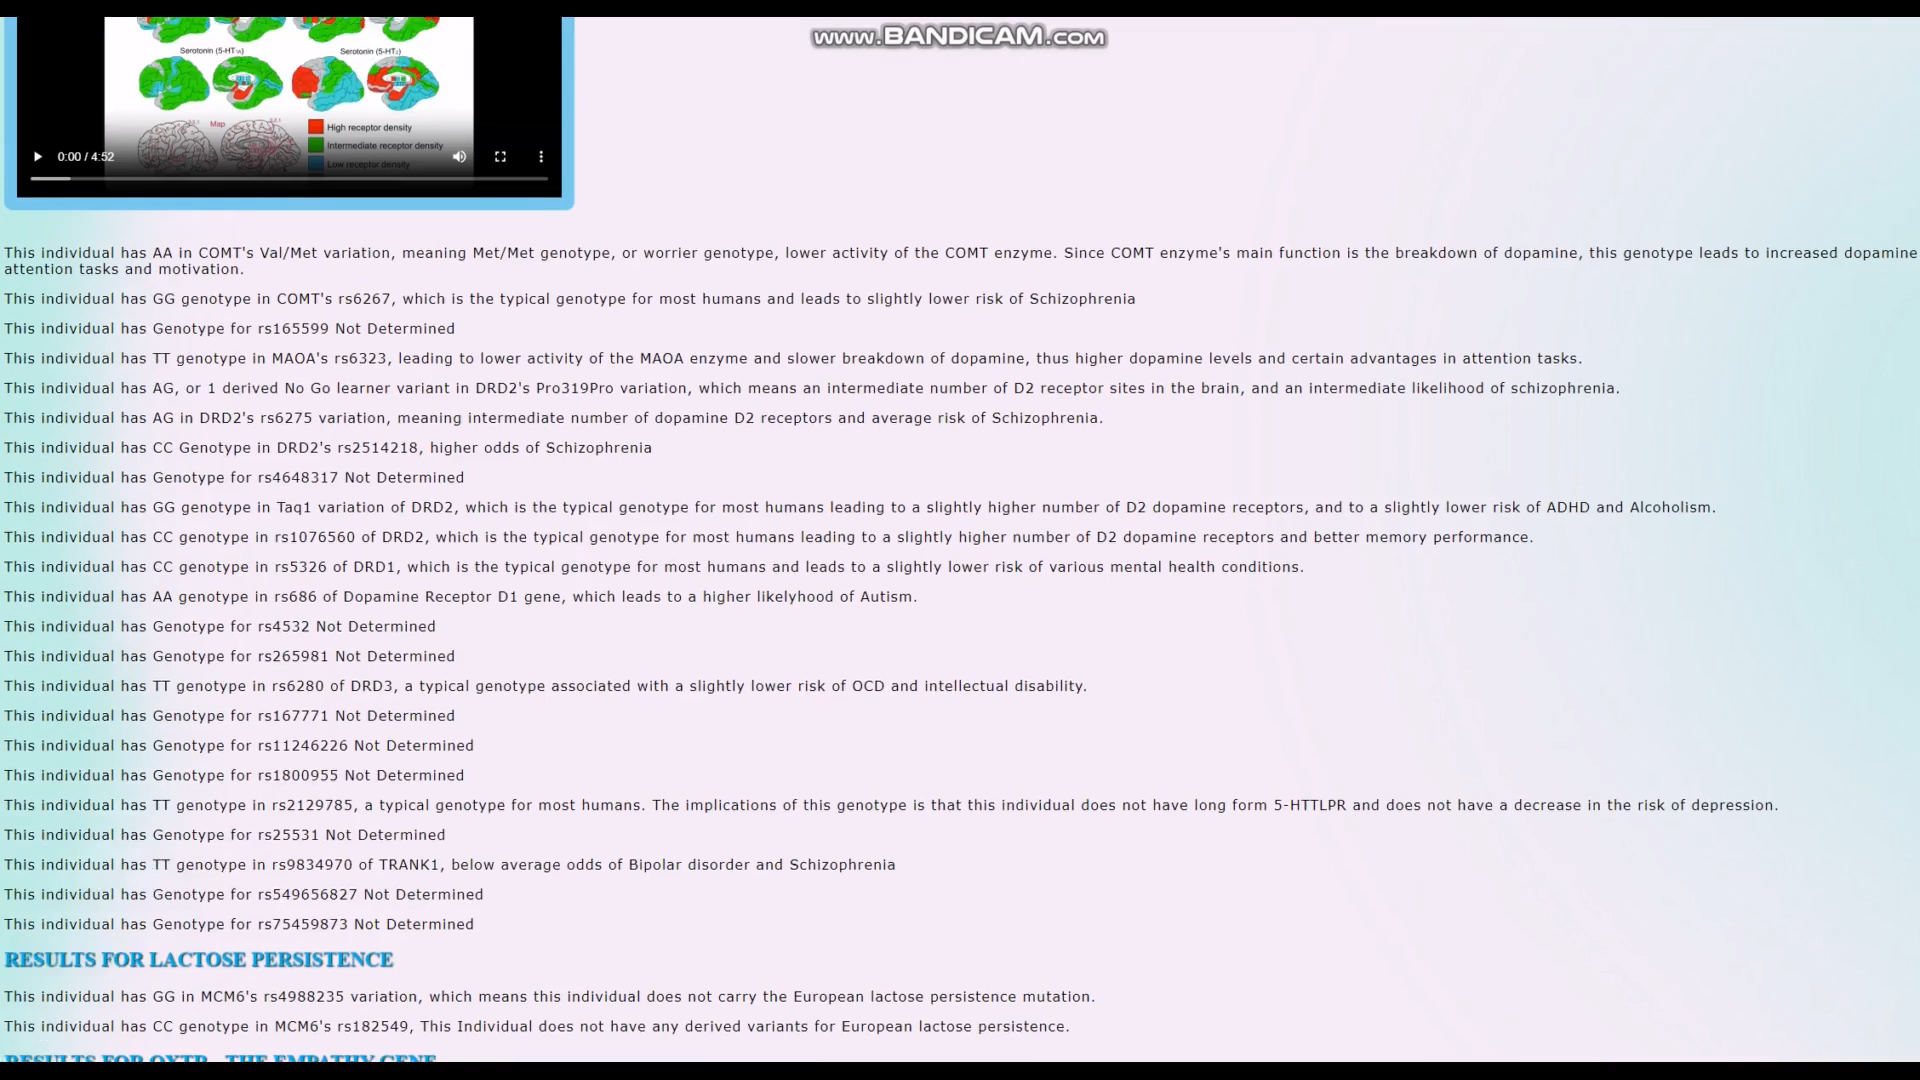 www.BANDICAM.com
Serotonin (5-HT1A) Serotonin (5-HT2)
Map
High receptor density
Intermediate receptor density
Low receptor density
0:00 / 4:52
This individual has AA in COMT's Val/Met variation, meaning Met/Met genotype, or worrier genotype, lower activity of the COMT enzyme. Since COMT enzyme's main function is the breakdown of dopamine, this genotype leads to increased dopamine
attention tasks and motivation.
This individual has GG genotype in COMT's rs6267, which is the typical genotype for most humans and leads to slightly lower risk of Schizophrenia
This individual has Genotype for rs165599 Not Determined
This individual has TT genotype in MAOA's rs6323, leading to lower activity of the MAOA enzyme and slower breakdown of dopamine, thus higher dopamine levels and certain advantages in attention tasks.
This individual has AG, or 1 derived No Go learner variant in DRD2's Pro319Pro variation, which means an intermediate number of D2 receptor sites in the brain, and an intermediate likelihood of schizophrenia.
This individual has AG in DRD2's rs6275 variation, meaning intermediate number of dopamine D2 receptors and average risk of Schizophrenia.
This individual has CC Genotype in DRD2's rs2514218, higher odds of Schizophrenia
This individual has Genotype for rs4648317 Not Determined
This individual has GG genotype in Taq1 variation of DRD2, which is the typical genotype for most humans leading to a slightly higher number of D2 dopamine receptors, and to a slightly lower risk of ADHD and Alcoholism.
This individual has CC genotype in rs1076560 of DRD2, which is the typical genotype for most humans leading to a slightly higher number of D2 dopamine receptors and better memory performance.
This individual has CC genotype in rs5326 of DRD1, which is the typical genotype for most humans and leads to a slightly lower risk of various mental health conditions.
This individual has AA genotype in rs686 of Dopamine Receptor D1 gene, which leads to a higher likelyhood of Autism.
This individual has Genotype for rs4532 Not Determined
This individual has Genotype for rs265981 Not Determined
This individual has TT genotype in rs6280 of DRD3, a typical genotype associated with a slightly lower risk of OCD and intellectual disability.
This individual has Genotype for rs167771 Not Determined
This individual has Genotype for rs11246226 Not Determined
This individual has Genotype for rs1800955 Not Determined
This individual has TT genotype in rs2129785, a typical genotype for most humans. The implications of this genotype is that this individual does not have long form 5-HTTLPR and does not have a decrease in the risk of depression.
This individual has Genotype for rs25531 Not Determined
This individual has TT genotype in rs9834970 of TRANK1, below average odds of Bipolar disorder and Schizophrenia
This individual has Genotype for rs549656827 Not Determined
This individual has Genotype for rs75459873 Not Determined
RESULTS FOR LACTOSE PERSISTENCE
This individual has GG in MCM6's rs4988235 variation, which means this individual does not carry the European lactose persistence mutation.
This individual has CC genotype in MCM6's rs182549, This Individual does not have any derived variants for European lactose persistence.
RESULTS FOR OXTR - THE EMPATHY GENE